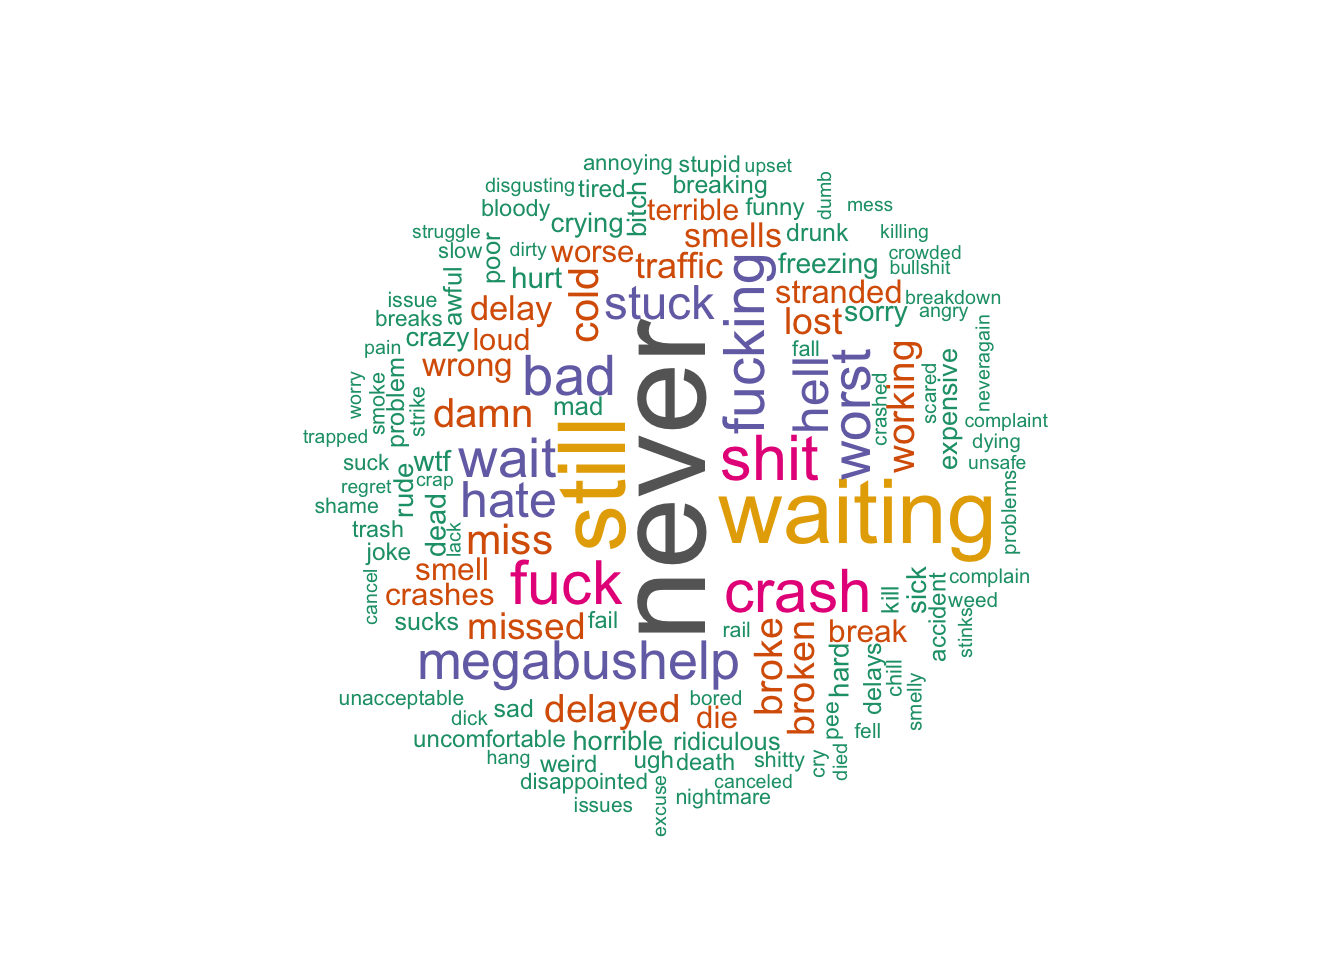 annoying
stupid
upset
disgusting
tired
bitch
breaking
dumb
mess
bloody
crying
terrible
funny
struggle
slow
poor
dirty
worse
smells
drunk
killing
crowded
bullshit
traffic
fucking
freezing
awful
hurt
cold
stuck
stranded
breakdown
issue
delay
lost
sorry
angry
breaks
crazy
loud
never
fall
neveragain
pain
wrong
bad
hell
worst
crashed
working
scared
expensive
worry
smoke
problem
strike
damn
mad
still
complaint
trapped
wtf
wait
shit
dying
suck
rude
crap
hate
waiting
unsafe
regret
shame
dead
lack
problems
trash
joke
miss
cancel
smell
crashes
fuck
crash
kill
sick
accident
complain
weed
sucks
missed
fail
rail
broke
broken
break
stinks
megabushelp
hard
delays
chill
smelly
unacceptable
dick
sad
delayed
bored
die
pee
fell
uncomfortable
horrible
ridiculous
hang
weird
ugh
death
shitty
cry
died
disappointed
canceled
issues
excuse
nightmare